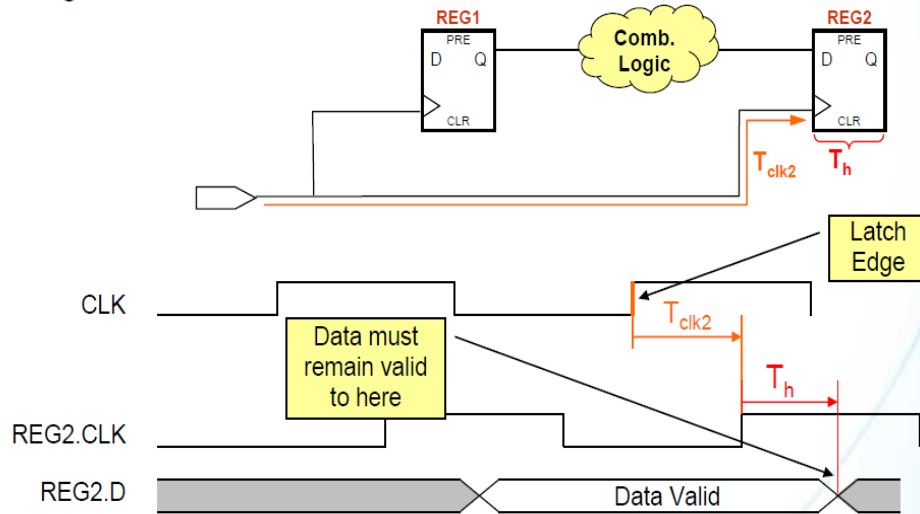 REG1
PRE
D Q
CLR
Comb.
Logic
REG2
PRE
D Q
CLR
Tclk2
Th
Latch
Edge
CLK
Tclk2
Data must
remain valid
to here
Th
REG2.CLK
REG2.D
Data Valid